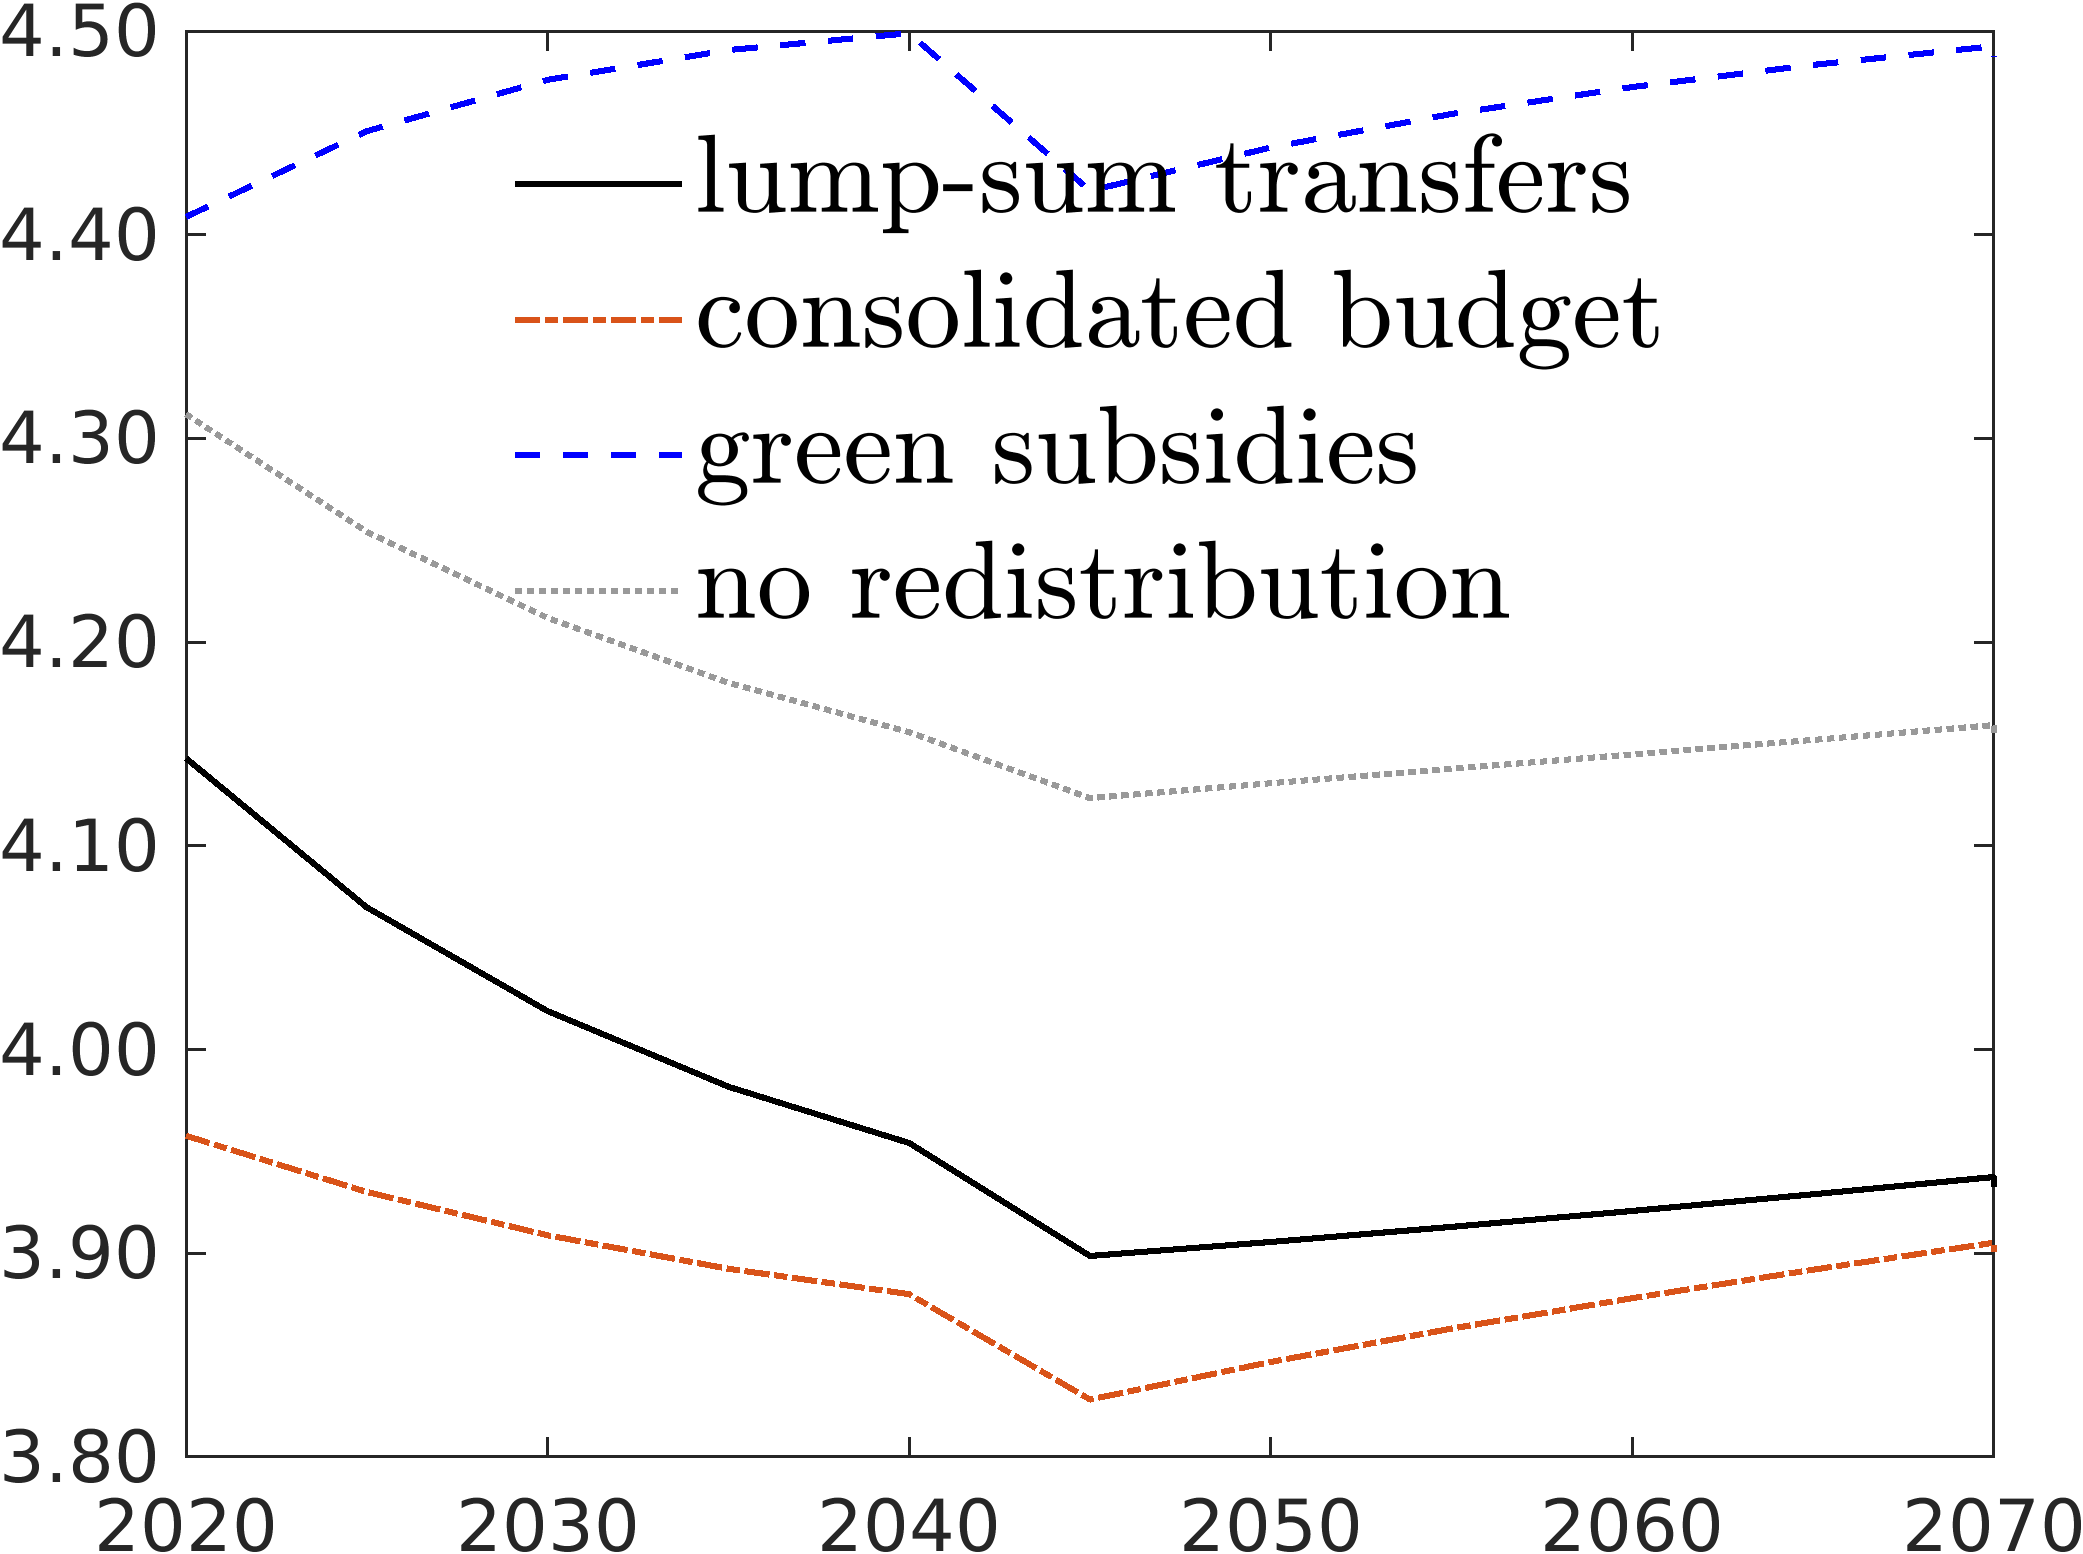 4.50
lump-sum transfers
4.40
consolidated budget
4.30
green subsidies
no redistribution
4.20
4.10
4.00
3.90
3.80
2020 2030 2040 2050 2060 2070